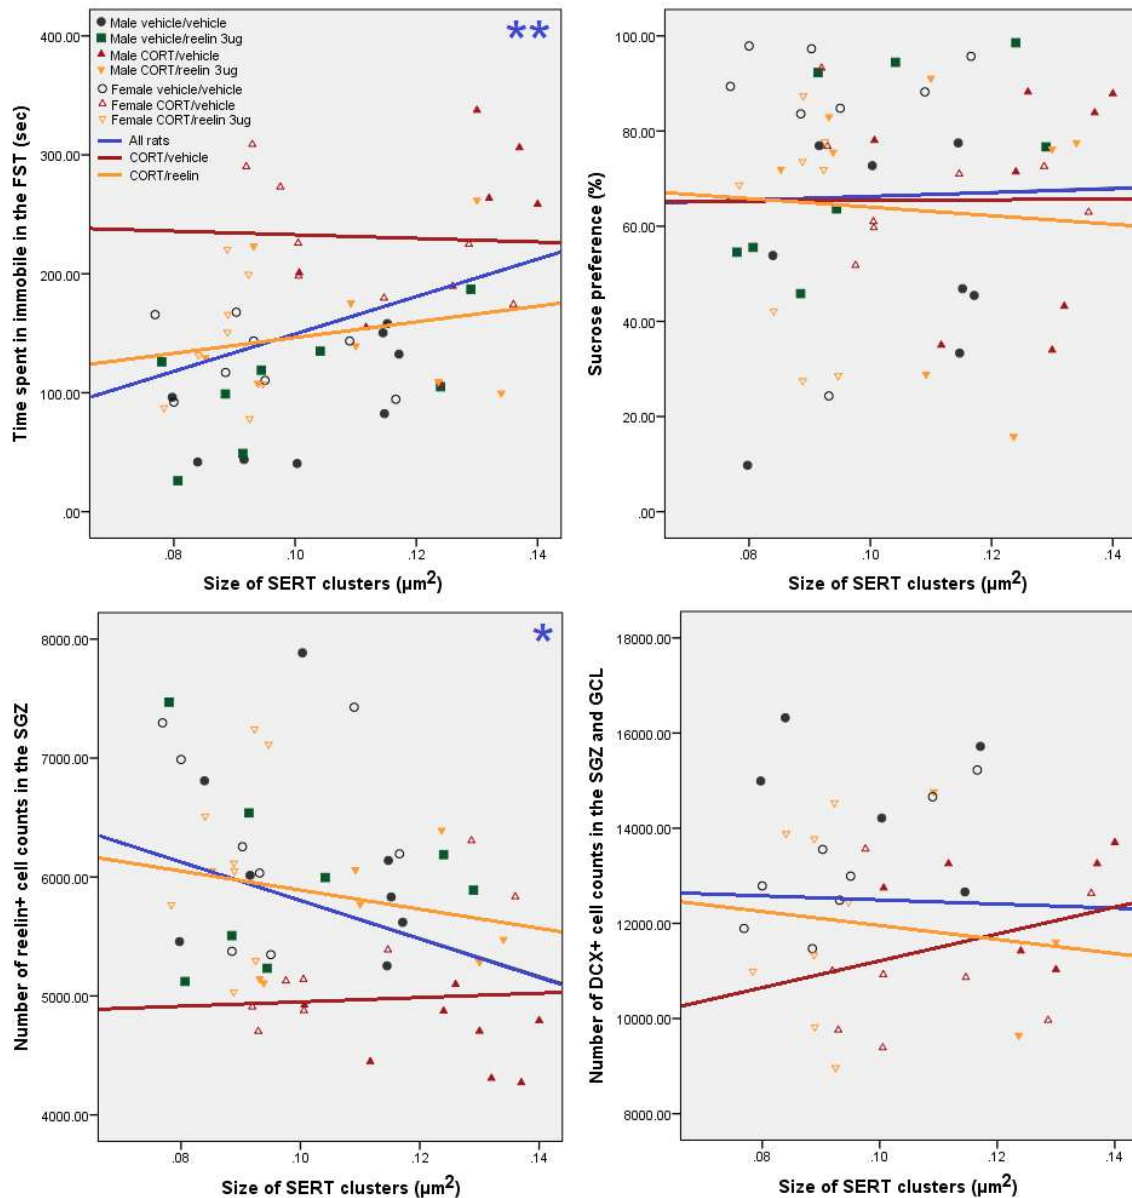 Time spent in immobile in the FST (sec)
400.00
300.00
200.00
100.00
.00
Male vehicle/vehicle
Male vehicle/reelin 3ug
Male CORT/vehicle
Male CORT/reelin 3ug
Female vehicle/vehicle
Female CORT/vehicle
Female CORT/reelin 3ug
All rats
CORT/vehicle
CORT/reelin
**
.08 .10 .12 .14
Size of SERT clusters (µm²)
Sucrose preference (%)
100.00
80.00
60.00
40.00
20.00
.00
.08 .10 .12 .14
Size of SERT clusters (µm²)
Number of reelin+ cell counts in the SGZ
8000.00
7000.00
6000.00
5000.00
4000.00
*
.08 .10 .12 .14
Size of SERT clusters (µm²)
Number of DCX+ cell counts in the SGZ and GCL
18000.00
16000.00
14000.00
12000.00
10000.00
8000.00
.08 .10 .12 .14
Size of SERT clusters (µm²)